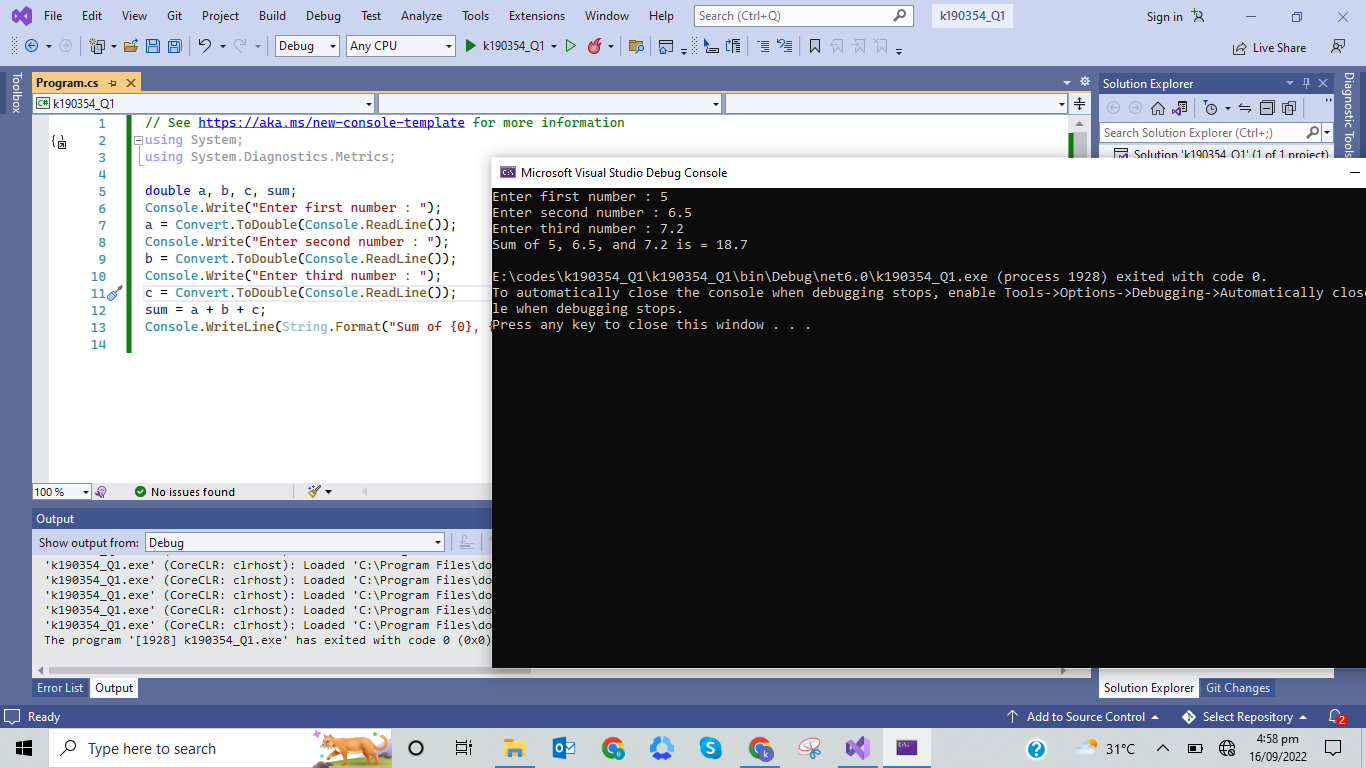 File Edit View Git Project Build Debug Test Analyze Tools Extensions Window Help Search (Ctrl+Q) k190354_Q1 Sign in
Debug Any CPU k190354_Q1 Live Share
Toolbox
Program.cs
k190354_Q1
1 // See https://aka.ms/new-console-template for more information
2 using System;
3 using System.Diagnostics.Metrics;
4
5 double a, b, c, sum;
6 Console.Write("Enter first number : ");
7 a = Convert.ToDouble(Console.ReadLine());
8 Console.Write("Enter second number : ");
9 b = Convert.ToDouble(Console.ReadLine());
10 Console.Write("Enter third number : ");
11 c = Convert.ToDouble(Console.ReadLine());
12 sum = a + b + c;
13 Console.WriteLine(String.Format("Sum of {0}, {
14
100 % No issues found
Solution Explorer
Search Solution Explorer (Ctrl+;)
Solution 'k190354_Q1' (1 of 1 project)
Diagnostic Tools
Microsoft Visual Studio Debug Console
Enter first number : 5
Enter second number : 6.5
Enter third number : 7.2
Sum of 5, 6.5, and 7.2 is = 18.7
E:\codes\k190354_Q1\k190354_Q1\bin\Debug\net6.0\k190354_Q1.exe (process 1928) exited with code 0.
To automatically close the console when debugging stops, enable Tools->Options->Debugging->Automatically close
le when debugging stops.
Press any key to close this window . . .
Output
Show output from: Debug
'k190354_Q1.exe' (CoreCLR: clrhost): Loaded 'C:\Program Files\do
'k190354_Q1.exe' (CoreCLR: clrhost): Loaded 'C:\Program Files\do
'k190354_Q1.exe' (CoreCLR: clrhost): Loaded 'C:\Program Files\do
'k190354_Q1.exe' (CoreCLR: clrhost): Loaded 'C:\Program Files\do
'k190354_Q1.exe' (CoreCLR: clrhost): Loaded 'C:\Program Files\do
The program '[1928] k190354_Q1.exe' has exited with code 0 (0x0)
Error List Output
Solution Explorer Git Changes
Ready Add to Source Control Select Repository 2
Type here to search 31°C 4:58 pm
16/09/2022